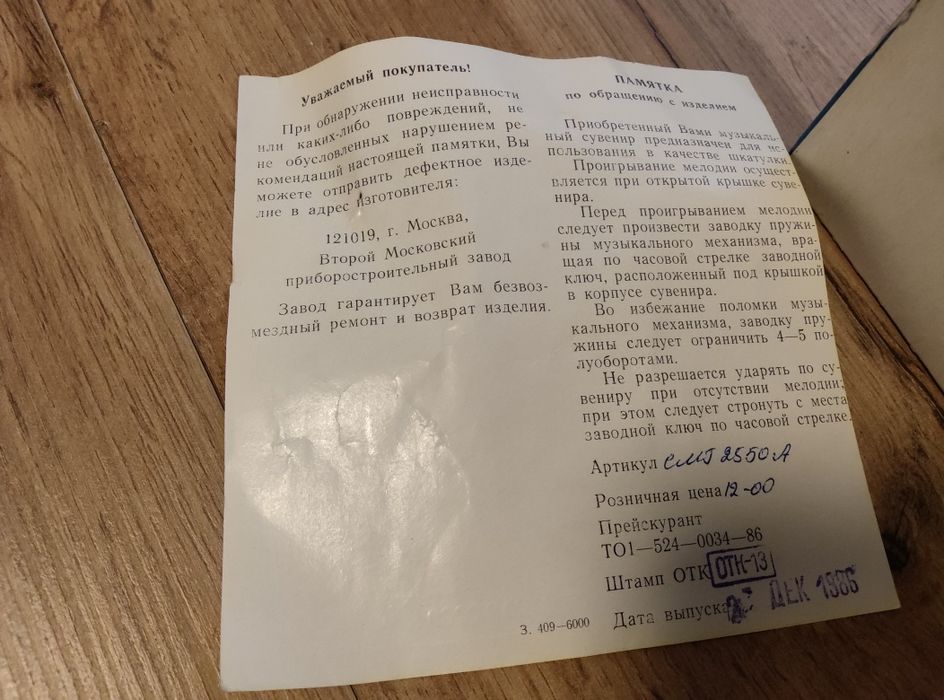 Уважаемый покупатель!
При обнаружении неисправности
или каких-либо повреждений, не
не обусловленных нарушением ре-
комендаций настоящей памятки, Вы
можете отправить дефектное изде-
лие в адрес изготовителя:
121019, г. Москва,
Второй Московский
приборостроительный завод
Завод гарантирует Вам безвоз-
мездный ремонт и возврат изделия.
З. 409—6000
ПАМЯТКА
по обращению с изделием
Приобретенный Вами музыкаль-
ный сувенир предназначен для ис-
пользования в качестве шкатулки.
Проигрывание мелодии осущест-
вляется при открытой крышке суве-
нира.
Перед проигрыванием мелодии
следует произвести заводку пружи-
ны музыкального механизма, вра-
щая по часовой стрелке заводной
ключ, расположенный под крышкой
в корпусе сувенира.
Во избежание поломки музы-
кального механизма, заводку пру-
жины следует ограничить 4—5 по-
луоборотами.
Не разрешается ударять по су-
вениру при отсутствии мелодии;
при этом следует стронуть с места
заводной ключ по часовой стрелке.
Артикул СМГ 2550А
Розничная цена 12-00
Прейскурант
ТО1—524—0034—86
Штамп ОТК ОТК-13
Дата выпуска ДЕК 1986